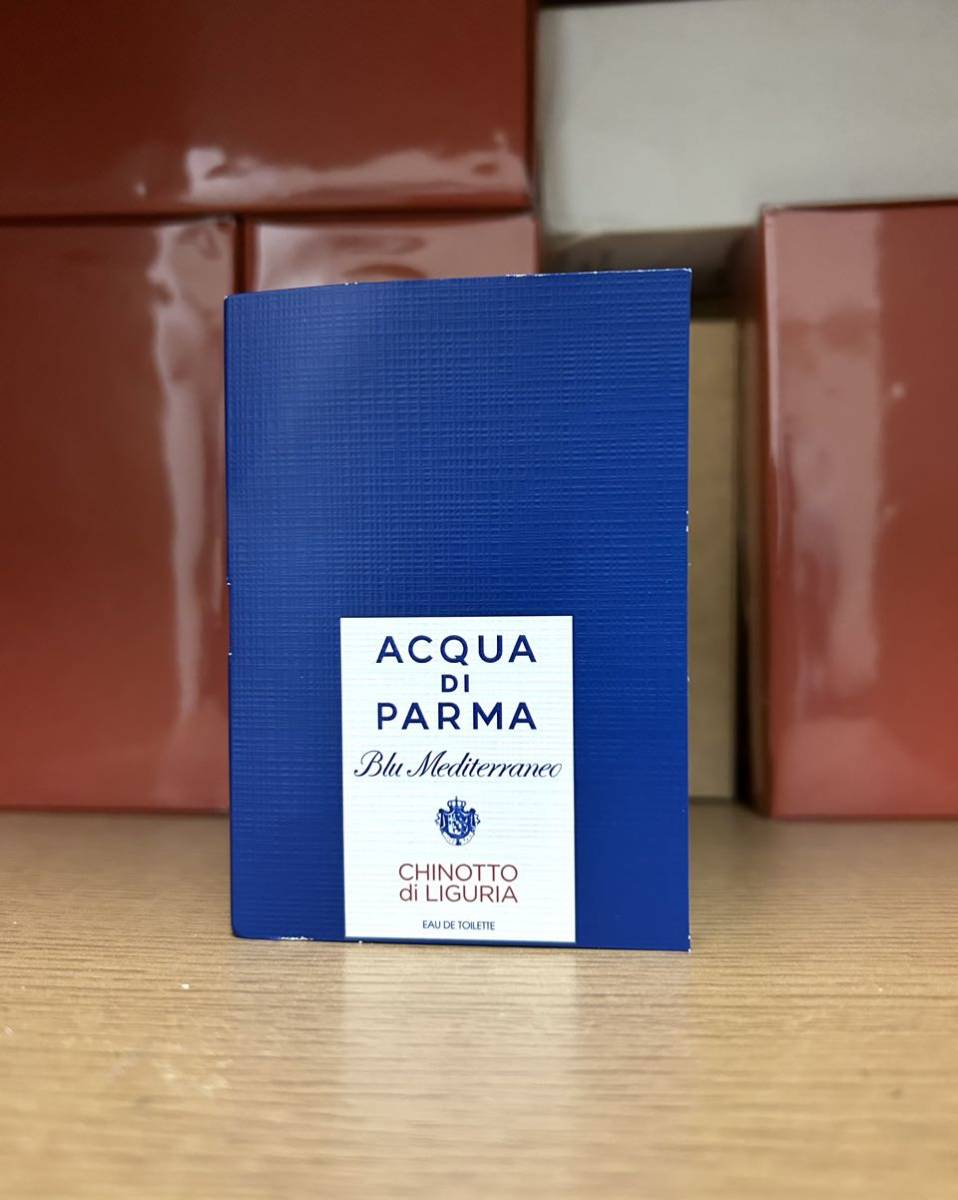 ACQUA
DI
PARMA
Blu Mediterraneo
CHINOTTO
di LIGURIA
EAU DE TOILETTE